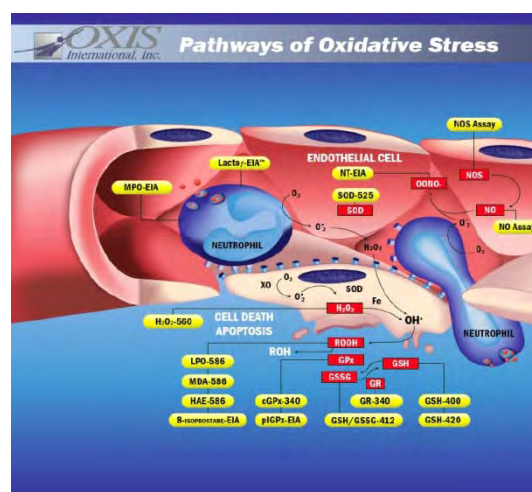 OXIS
International, Inc.
Pathways of Oxidative Stress
NOS Assay
Lactof-EIA™
ENDOTHELIAL CELL
NT-EIA
OONO-
NOS
MPO-EIA
SOD-525
SOD
NO
NO Assay
O₂
O₂⁻
O₂⁻
O₂
NEUTROPHIL
H₂O₂
XO
O₂
O₂⁻
SOD
Fe
H₂O₂
OH•
H₂O₂-560
CELL DEATH
APOPTOSIS
NEUTROPHIL
ROOH
ROH
GPx
GSH
GSSG
GR
LPO-586
MDA-586
HAE-586
8-ISOPROSTANE-EIA
cGPx-340
plGPx-EIA
GR-340
GSH/GSSG-412
GSH-400
GSH-420